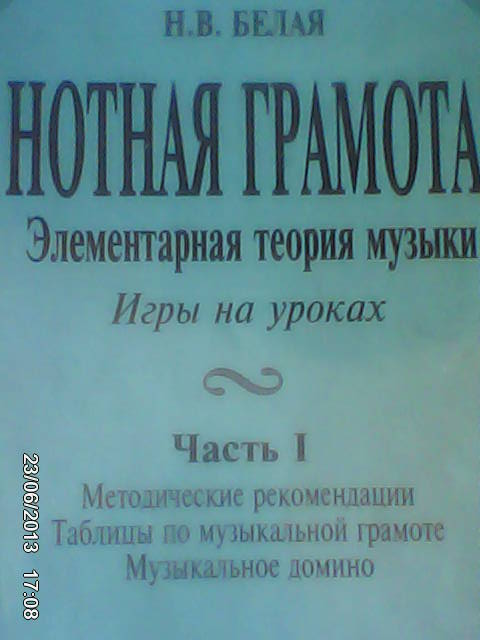 Н.В. БЕЛАЯ
НОТНАЯ ГРАМОТА
Элементарная теория музыки
Игры на уроках
Часть I
Методические рекомендации
Таблицы по музыкальной грамоте
Музыкальное домино
23/06/2013 17:08